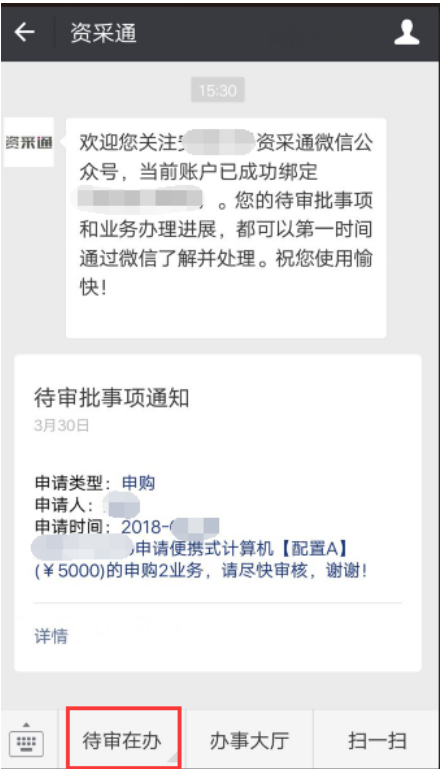 资采通
15:30
资采通
欢迎您关注 资采通微信公
众号，当前账户已成功绑定
。您的待审批事项
和业务办理进展，都可以第一时间
通过微信了解并处理。祝您使用愉
快!
待审批事项通知
3月30日
申请类型：申购
申请人：
申请时间：2018-
申请便携式计算机【配置A】
(￥5000)的申购2业务，请尽快审核，谢谢!
详情
待审在办
办事大厅
扫一扫